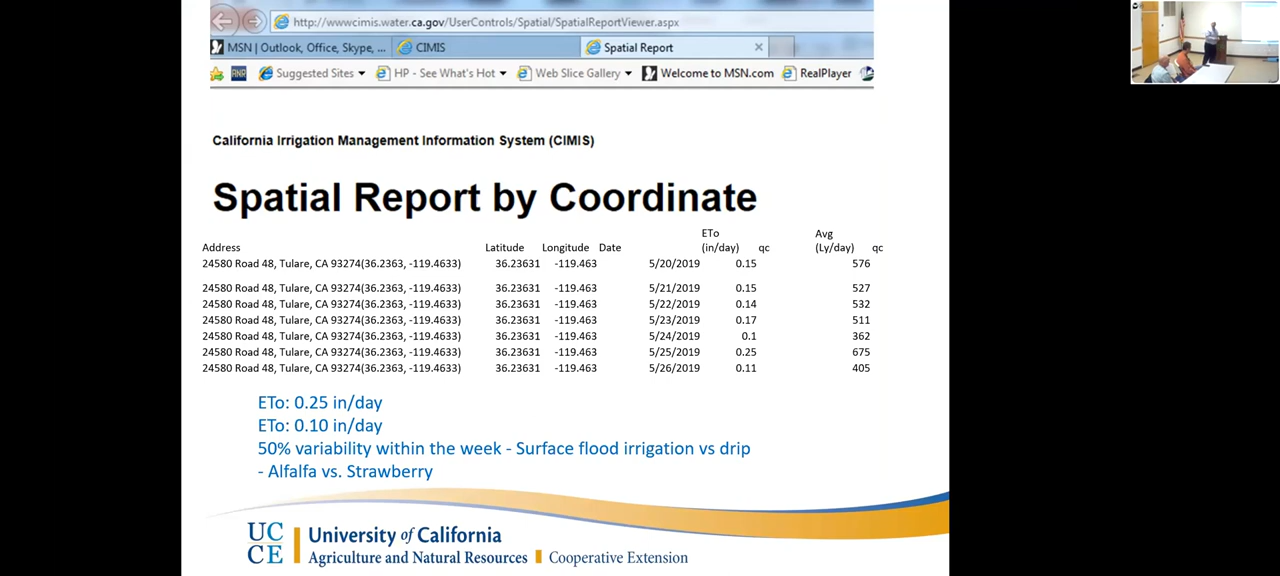 http://wwwcimis.water.ca.gov/UserControls/Spatial/SpatialReportViewer.aspx
MSN | Outlook, Office, Skype, ... CIMIS Spatial Report
Suggested Sites HP - See What's Hot Web Slice Gallery Welcome to MSN.com RealPlayer
California Irrigation Management Information System (CIMIS)
Spatial Report by Coordinate
ETo Avg
Address Latitude Longitude Date (in/day) qc (Ly/day) qc
24580 Road 48, Tulare, CA 93274(36.2363, -119.4633) 36.23631 -119.463 5/20/2019 0.15 576
24580 Road 48, Tulare, CA 93274(36.2363, -119.4633) 36.23631 -119.463 5/21/2019 0.15 527
24580 Road 48, Tulare, CA 93274(36.2363, -119.4633) 36.23631 -119.463 5/22/2019 0.14 532
24580 Road 48, Tulare, CA 93274(36.2363, -119.4633) 36.23631 -119.463 5/23/2019 0.17 511
24580 Road 48, Tulare, CA 93274(36.2363, -119.4633) 36.23631 -119.463 5/24/2019 0.1 362
24580 Road 48, Tulare, CA 93274(36.2363, -119.4633) 36.23631 -119.463 5/25/2019 0.25 675
24580 Road 48, Tulare, CA 93274(36.2363, -119.4633) 36.23631 -119.463 5/26/2019 0.11 405
ETo: 0.25 in/day
ETo: 0.10 in/day
50% variability within the week - Surface flood irrigation vs drip
- Alfalfa vs. Strawberry
UC
CE
University of California
Agriculture and Natural Resources Cooperative Extension